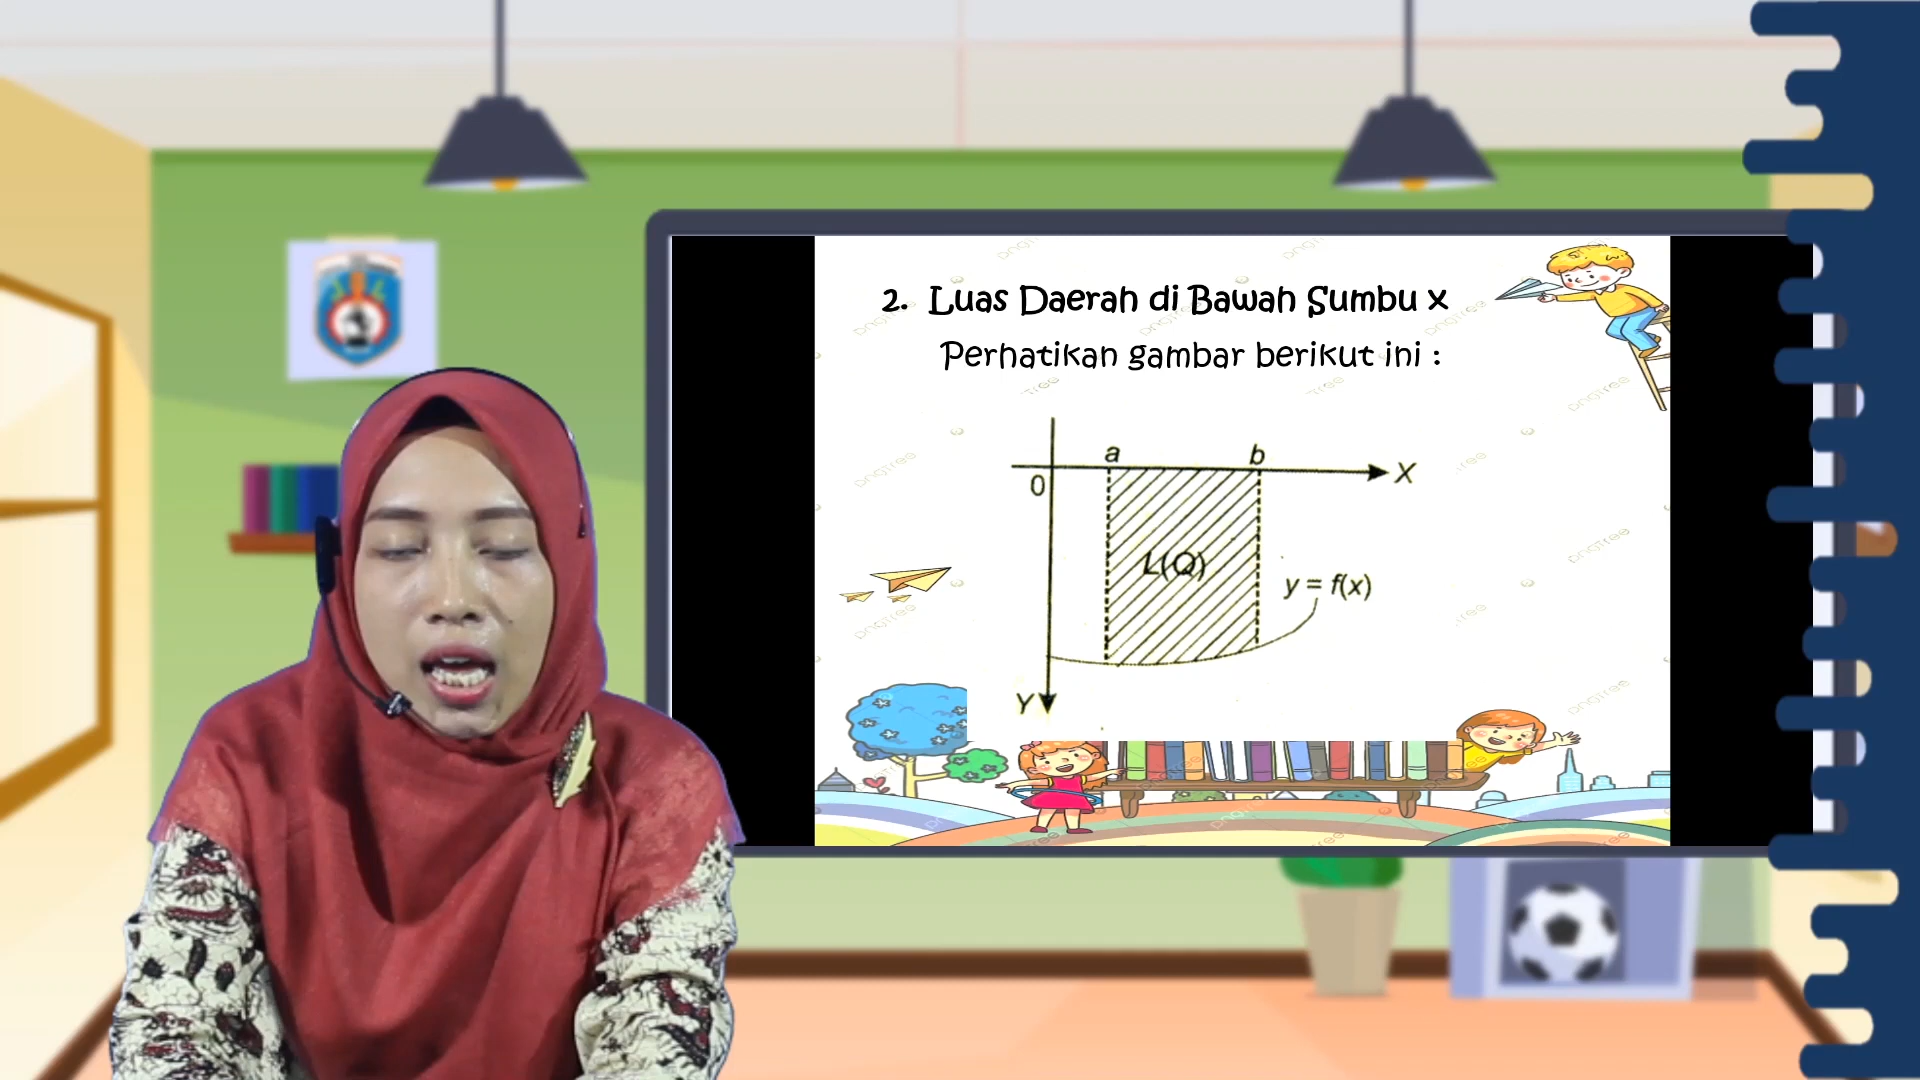 2. Luas Daerah di Bawah Sumbu x
Perhatikan gambar berikut ini :
a b
0 X
L(Q)
y = f(x)
Y